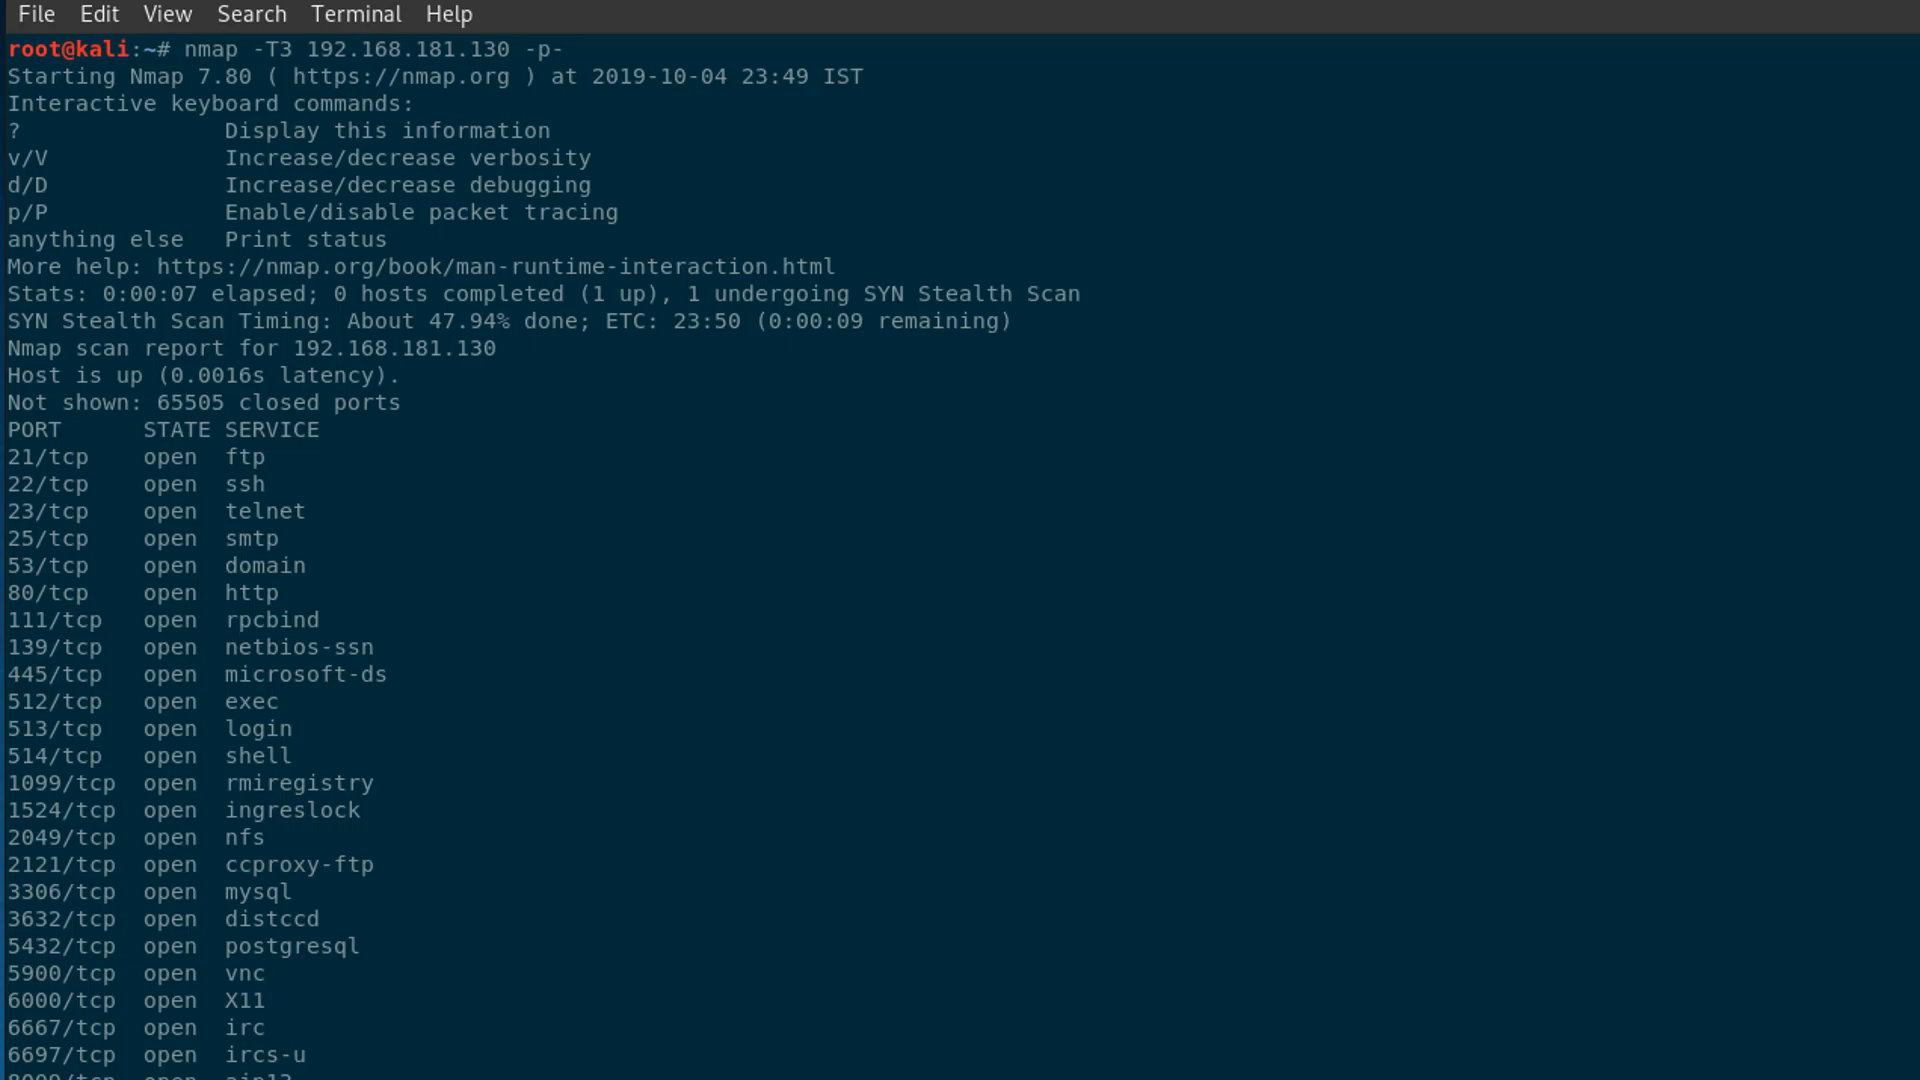 File Edit View Search Terminal Help
root@kali:~# nmap -T3 192.168.181.130 -p-
Starting Nmap 7.80 ( https://nmap.org ) at 2019-10-04 23:49 IST
Interactive keyboard commands:
?               Display this information
v/V             Increase/decrease verbosity
d/D             Increase/decrease debugging
p/P             Enable/disable packet tracing
anything else   Print status
More help: https://nmap.org/book/man-runtime-interaction.html
Stats: 0:00:07 elapsed; 0 hosts completed (1 up), 1 undergoing SYN Stealth Scan
SYN Stealth Scan Timing: About 47.94% done; ETC: 23:50 (0:00:09 remaining)
Nmap scan report for 192.168.181.130
Host is up (0.0016s latency).
Not shown: 65505 closed ports
PORT      STATE SERVICE
21/tcp    open  ftp
22/tcp    open  ssh
23/tcp    open  telnet
25/tcp    open  smtp
53/tcp    open  domain
80/tcp    open  http
111/tcp   open  rpcbind
139/tcp   open  netbios-ssn
445/tcp   open  microsoft-ds
512/tcp   open  exec
513/tcp   open  login
514/tcp   open  shell
1099/tcp  open  rmiregistry
1524/tcp  open  ingreslock
2049/tcp  open  nfs
2121/tcp  open  ccproxy-ftp
3306/tcp  open  mysql
3632/tcp  open  distccd
5432/tcp  open  postgresql
5900/tcp  open  vnc
6000/tcp  open  X11
6667/tcp  open  irc
6697/tcp  open  ircs-u
8009/tcp  open  ajp13